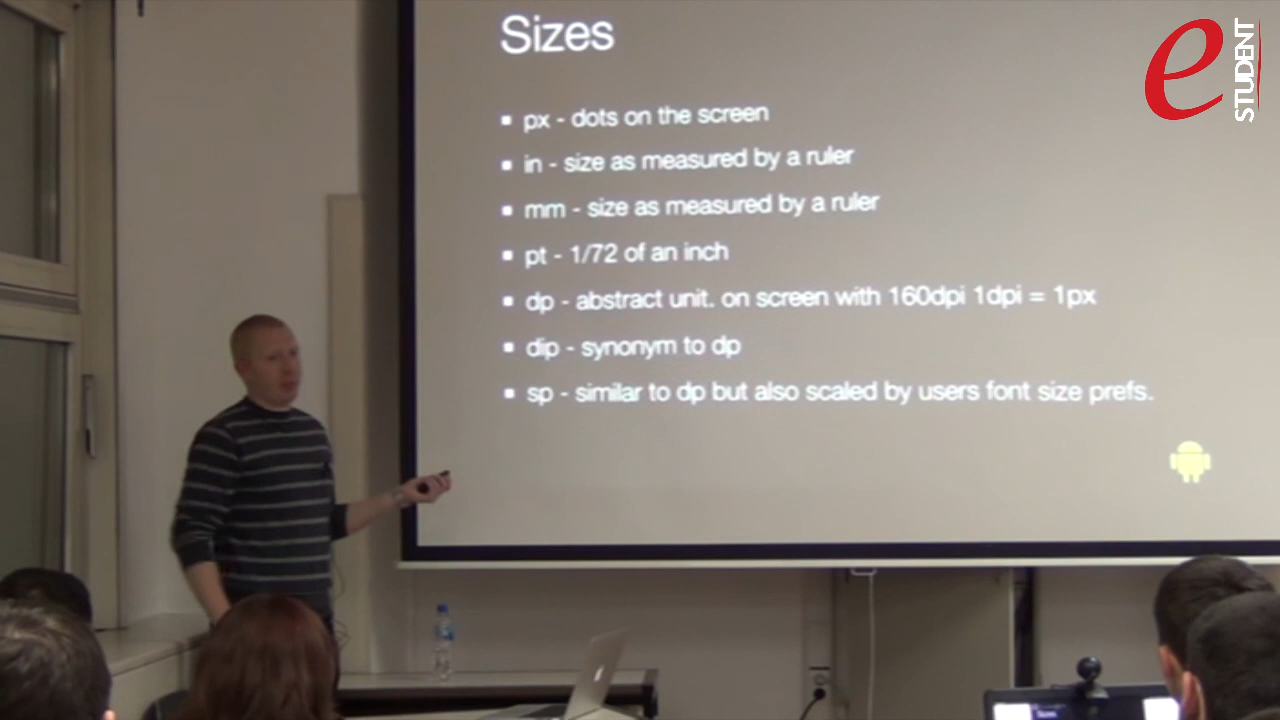 Sizes
e
STUDENT
▪ px - dots on the screen
▪ in - size as measured by a ruler
▪ mm - size as measured by a ruler
▪ pt - 1/72 of an inch
▪ dp - abstract unit. on screen with 160dpi 1dpi = 1px
▪ dip - synonym to dp
▪ sp - similar to dp but also scaled by users font size prefs.
Sizes